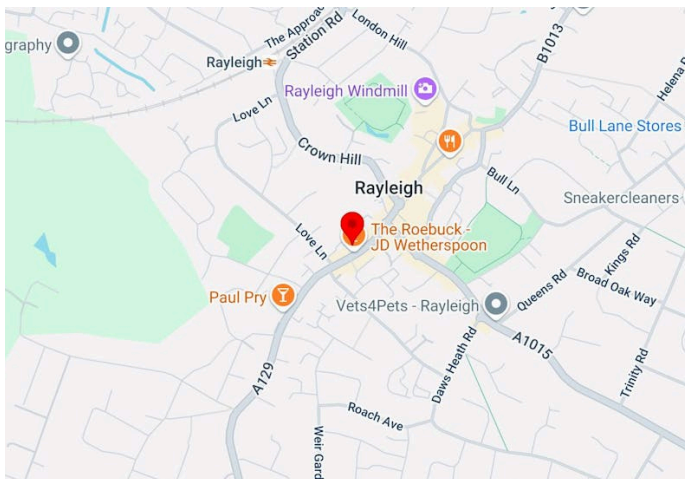 The Approach
Station Rd
London Hill
B1013
ography
Rayleigh
Helena R
Love Ln
Rayleigh Windmill
Bull Lane Stores
Crown Hill
Bull Ln
Rayleigh
Sneakercleaners
Kings Rd
The Roebuck -
JD Wetherspoon
Love Ln
Queens Rd
Broad Oak Way
Paul Pry
Vets4Pets - Rayleigh
A1015
Daws Heath Rd
Trinity Rd
A129
Roach Ave
Weir Gard